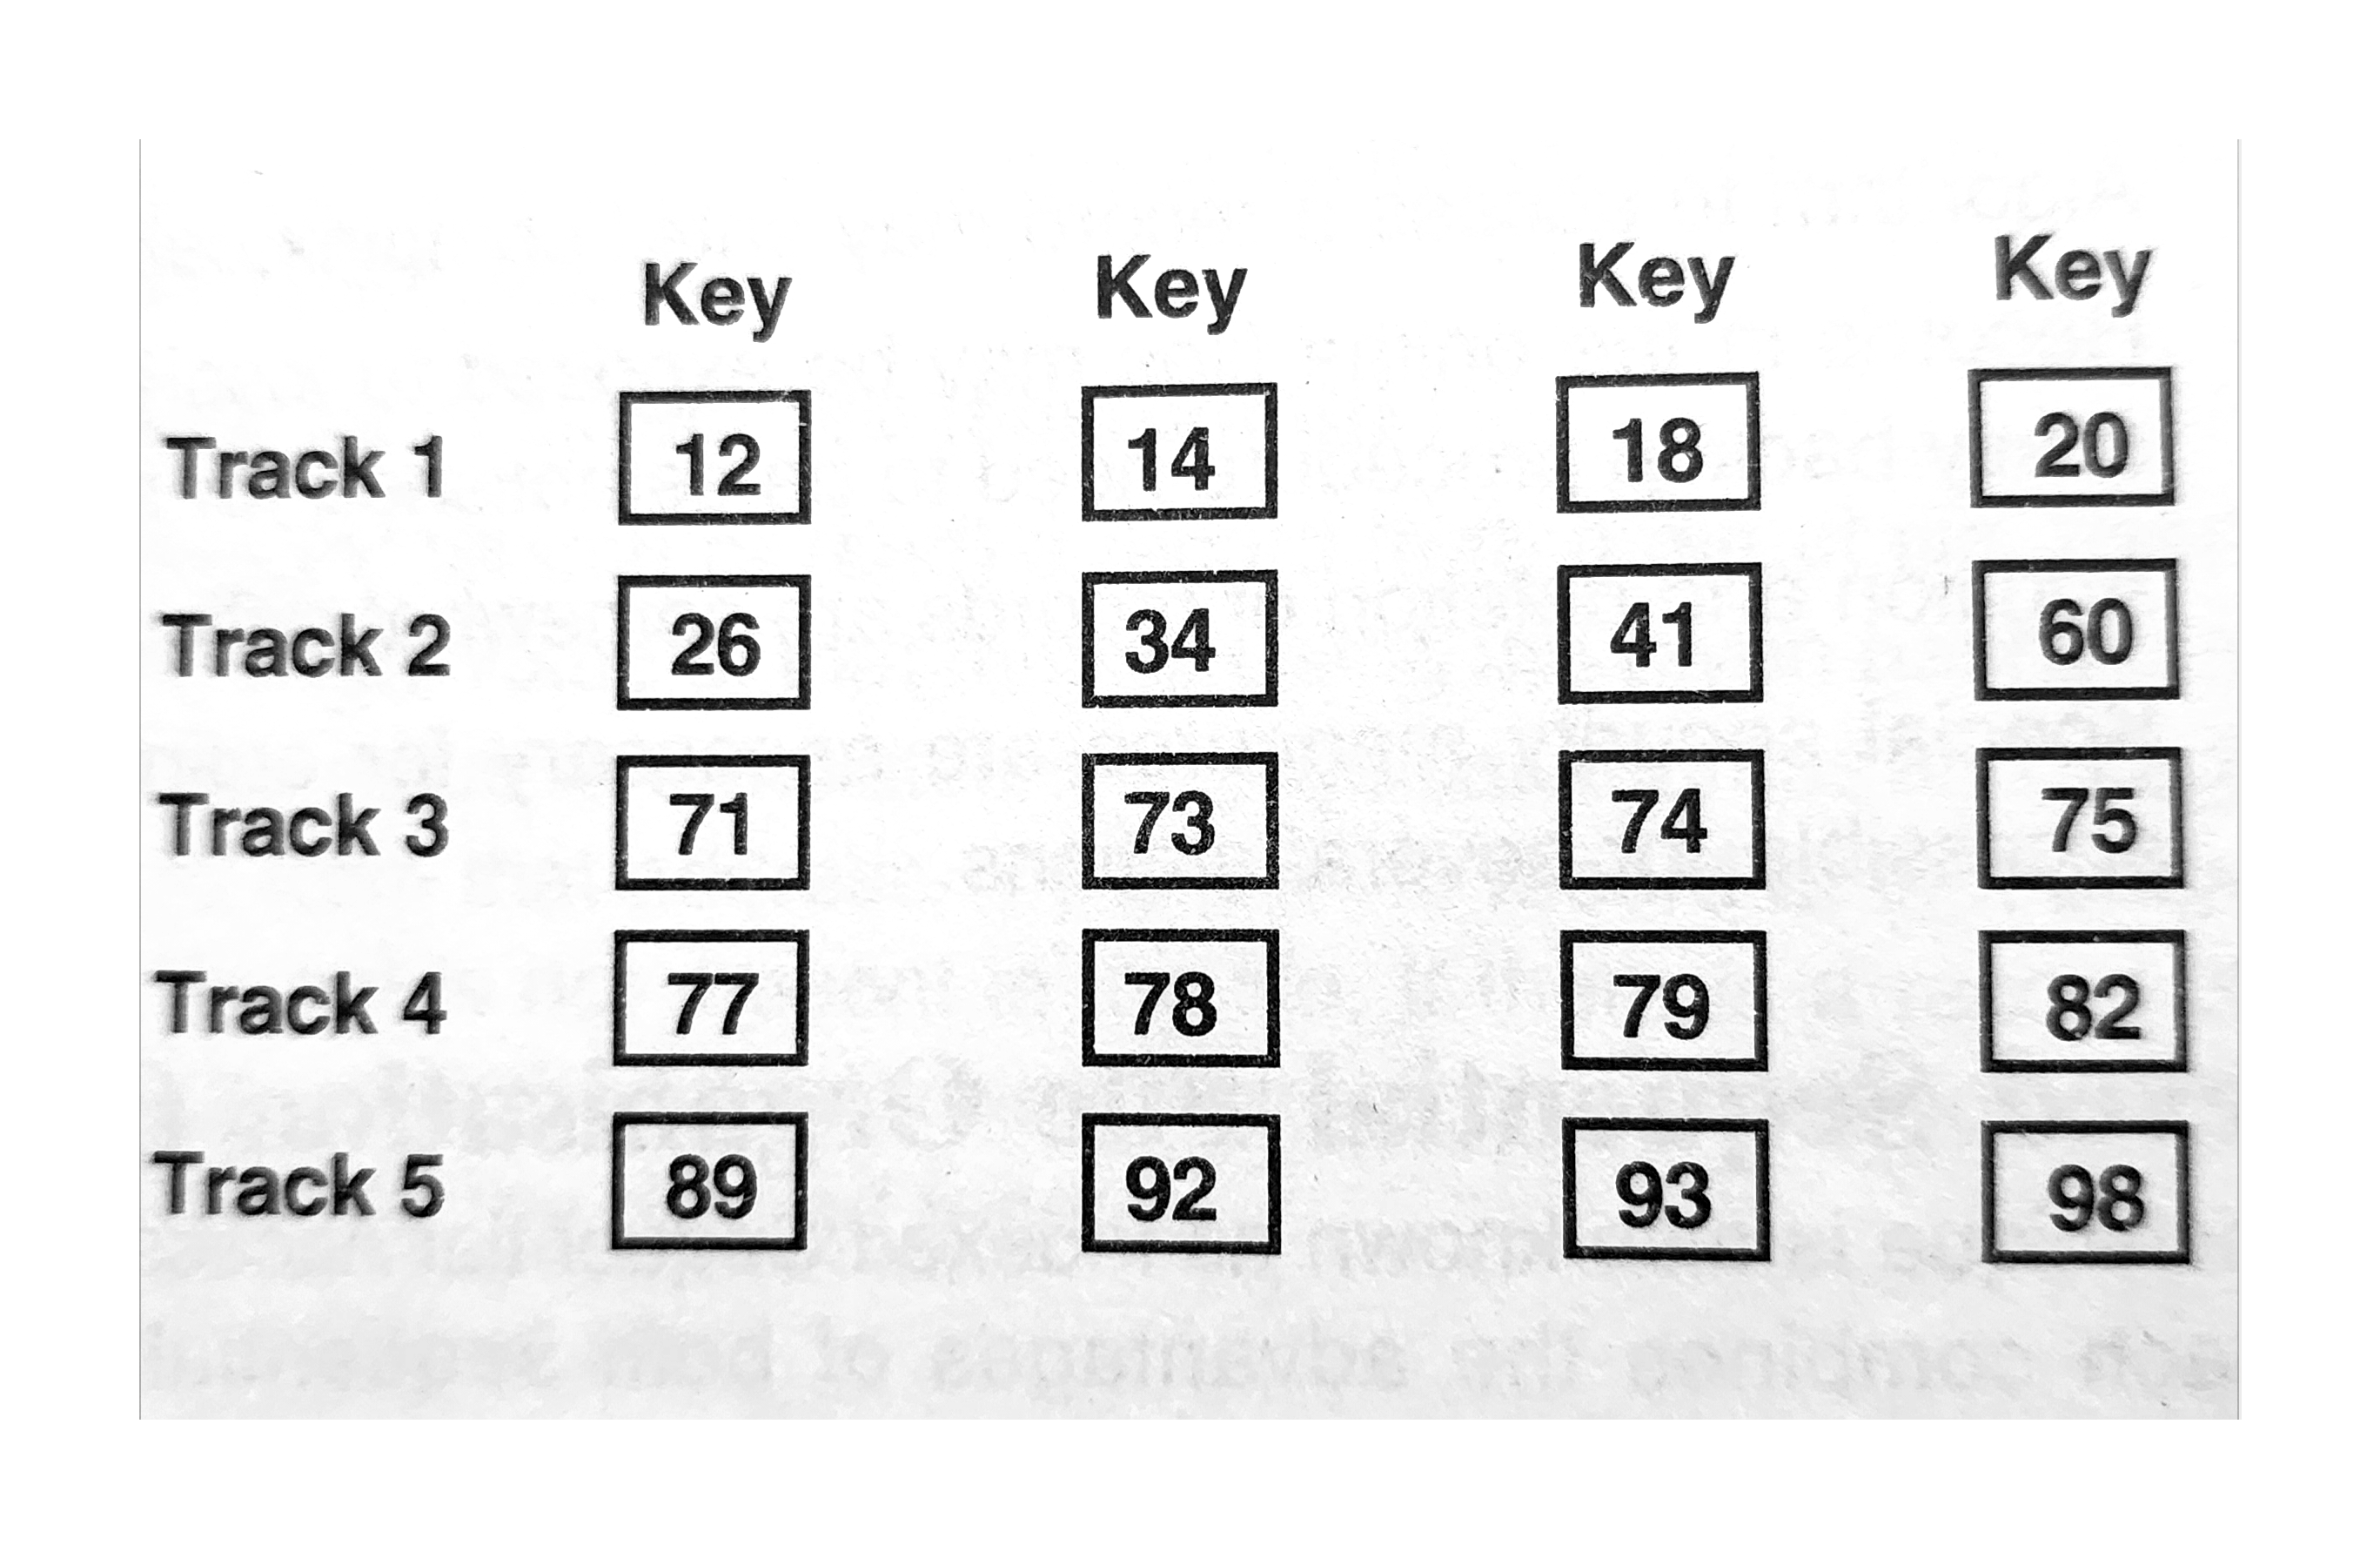 Key Key Key Key
Track 1 12 14 18 20
Track 2 26 34 41 60
Track 3 71 73 74 75
Track 4 77 78 79 82
Track 5 89 92 93 98